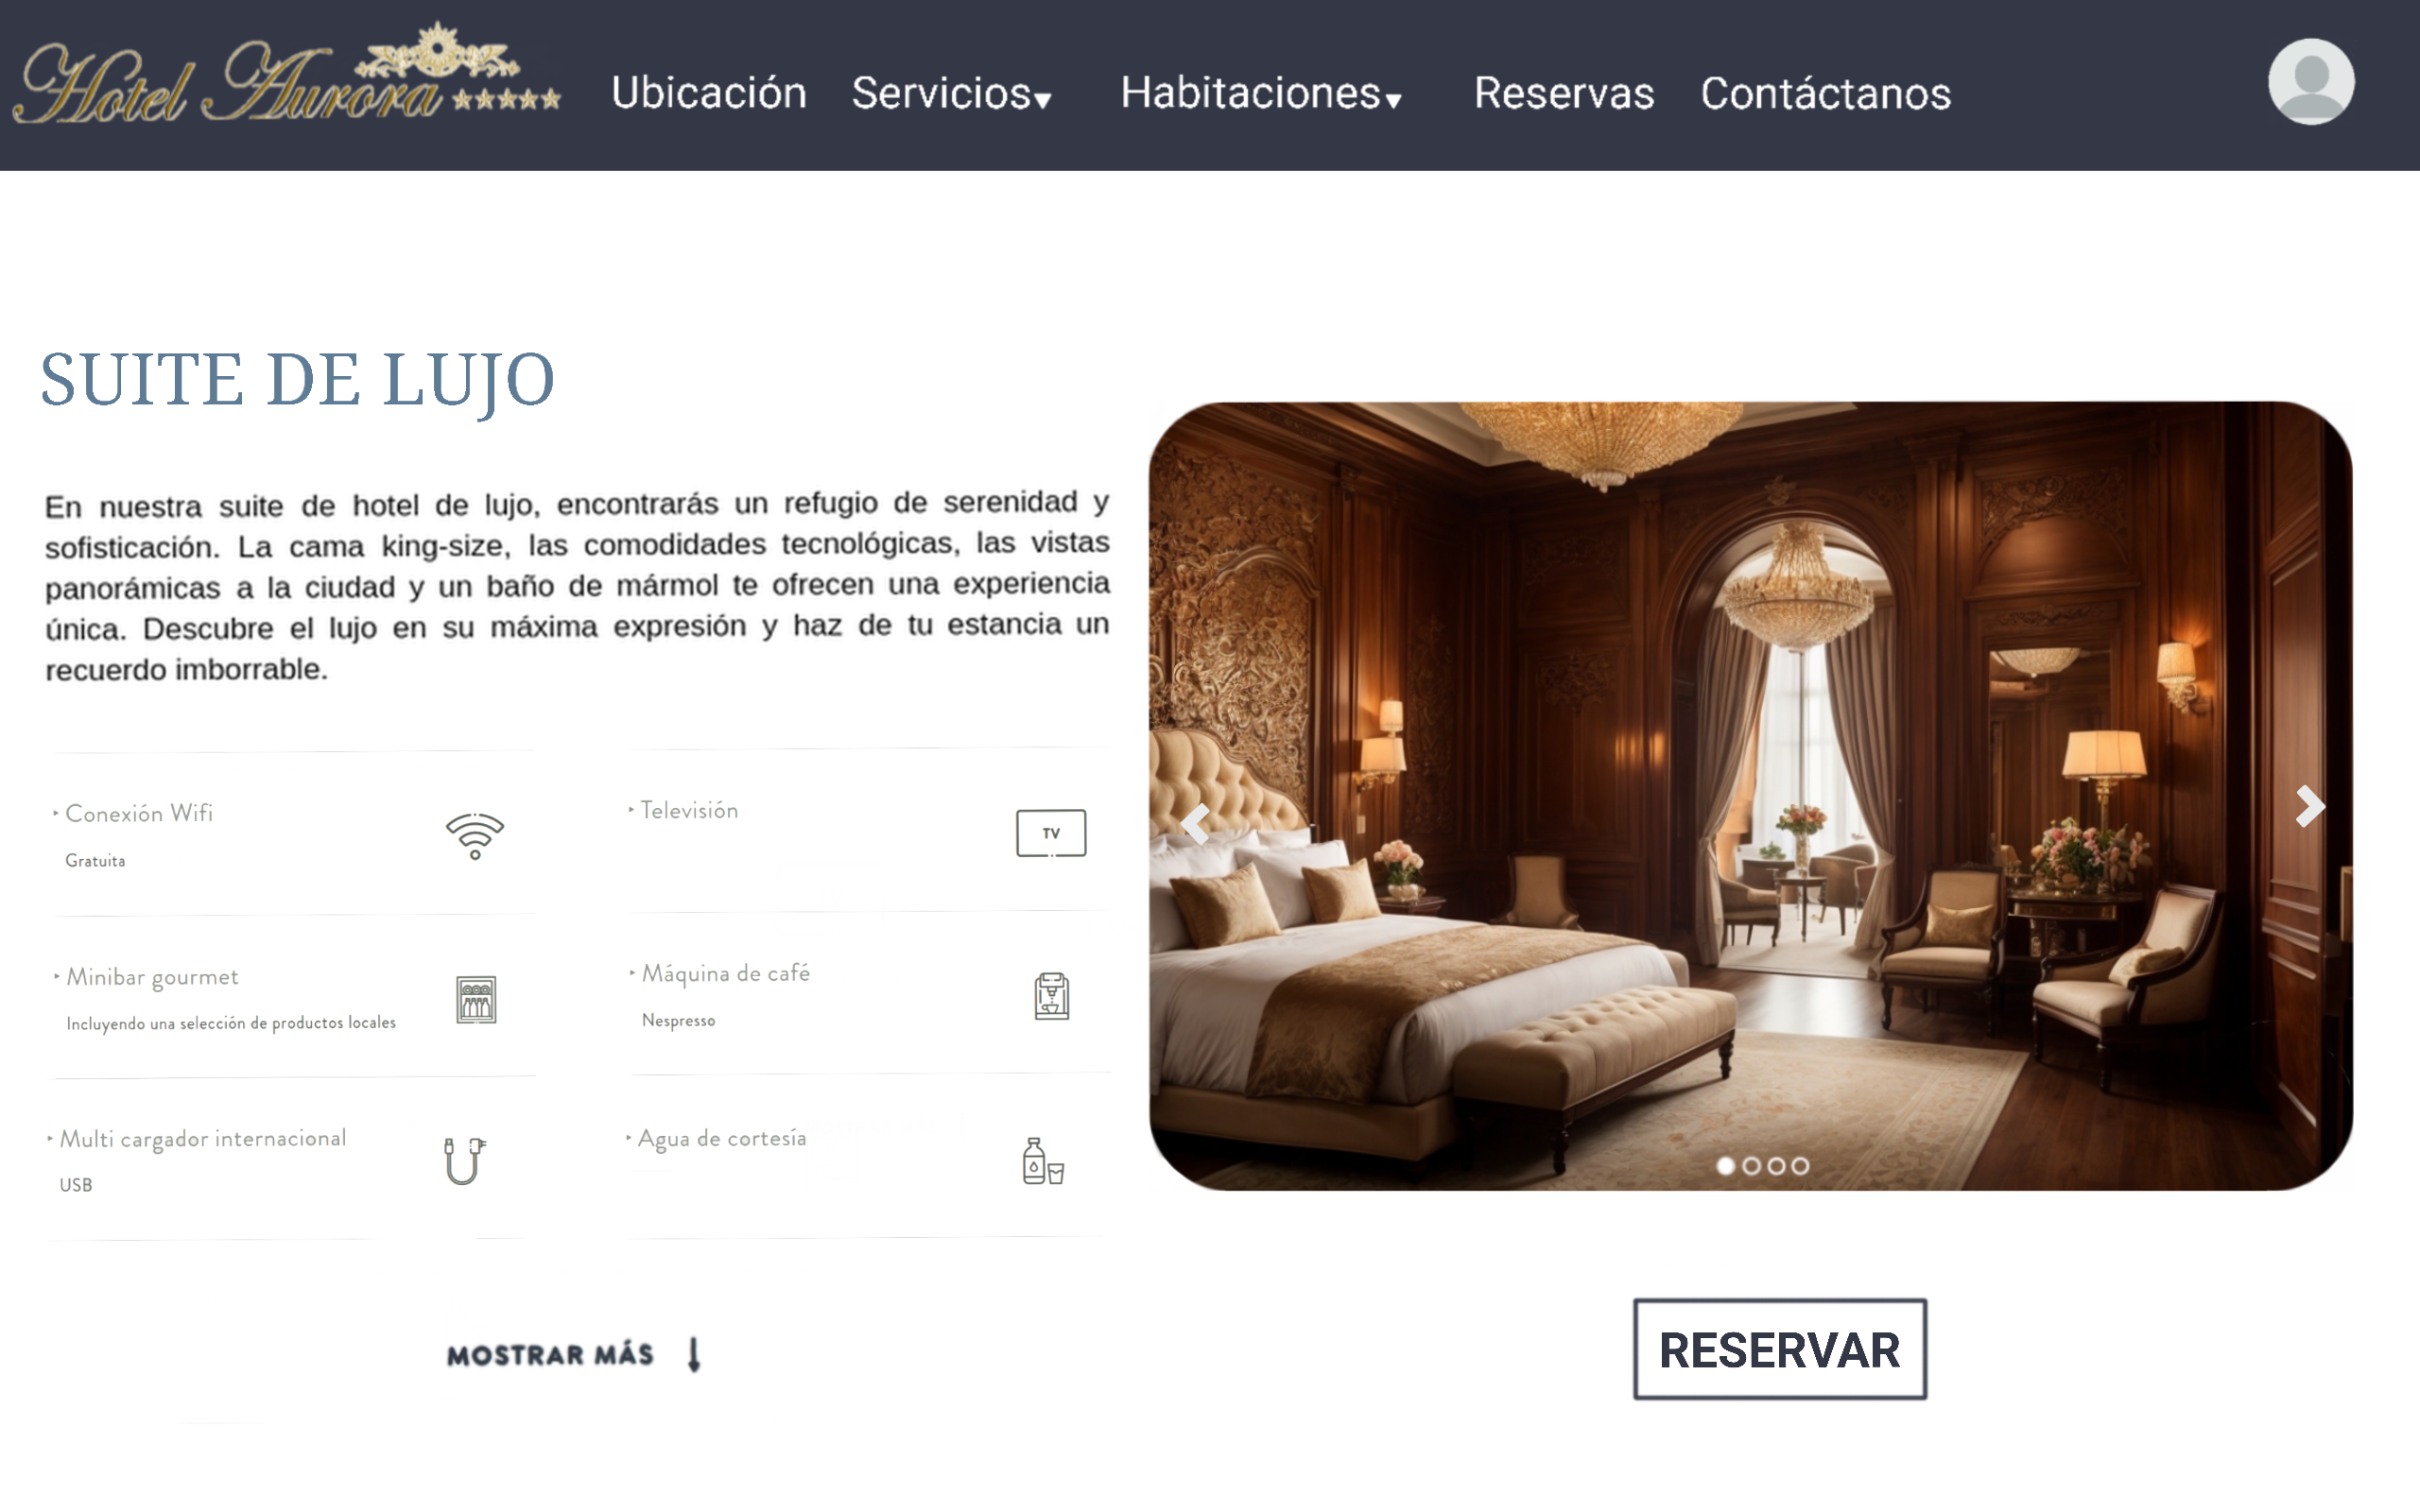 Hotel Aurora ★★★★★
Ubicación Servicios▼ Habitaciones▼ Reservas Contáctanos
SUITE DE LUJO
En nuestra suite de hotel de lujo, encontrarás un refugio de serenidad y
sofisticación. La cama king-size, las comodidades tecnológicas, las vistas
panorámicas a la ciudad y un baño de mármol te ofrecen una experiencia
única. Descubre el lujo en su máxima expresión y haz de tu estancia un
recuerdo imborrable.
‣ Conexión Wifi
Gratuita
‣ Televisión
TV
‣ Minibar gourmet
Incluyendo una selección de productos locales
‣ Máquina de café
Nespresso
‣ Multi cargador internacional
USB
‣ Agua de cortesía
MOSTRAR MÁS ↓
RESERVAR